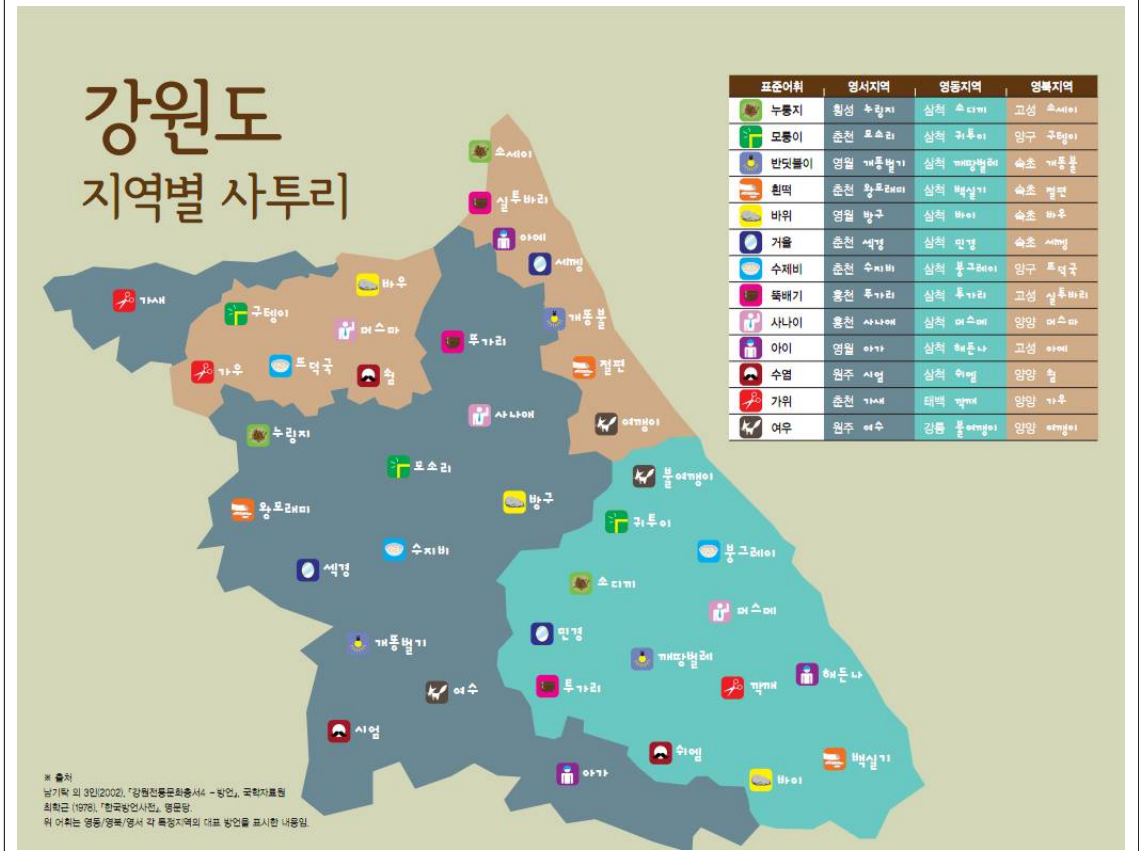 강원도
지역별 사투리
표준어휘 영서지역 영동지역 영북지역
누룽지 횡성 누렁지 삼척 소디끼 고성 소세이
모퉁이 춘천 모소리 삼척 귀투이 양구 구텡이
반딧불이 영월 개똥벌기 삼척 깨땅벌레 속초 개똥불
흰떡 춘천 왕모래미 삼척 백실기 속초 절편
바위 영월 방구 삼척 바이 속초 바우
거울 춘천 색경 삼척 민경 속초 세껭
수제비 춘천 수지비 삼척 붕그레이 양구 뜨덕국
뚝배기 홍천 투가리 삼척 투가리 고성 실투바리
사나이 홍천 사나애 삼척 머스메 양양 머스마
아이 영월 아가 삼척 해든나 고성 아에
수염 원주 시염 삼척 쉬엠 양양 쉼
가위 춘천 가새 태백 깍깨 양양 가우
여우 원주 여수 강릉 불여깽이 양양 여깽이
소세이
실투바리
아에
세껭
바우
가새
구텡이
개똥불
머스마
뚜가리
절편
뜨덕국
가우
쉼
사나애
여깽이
누렁지
모소리
불여깽이
왕모래미
방구
귀투이
수지비
붕그레이
색경
소디끼
머스메
민경
개똥벌기
깨땅벌레
해든나
여수
투가리
깍깨
시염
쉬엠
백실기
아가
바이
※ 출처
남기탁 외 3인(2002), 「강원전통문화총서4 - 방언」, 국학자료원
최학근 (1978), 「한국방언사전」, 명문당.
위 어휘는 영동/영북/영서 각 특정지역의 대표 방언을 표시한 내용임.